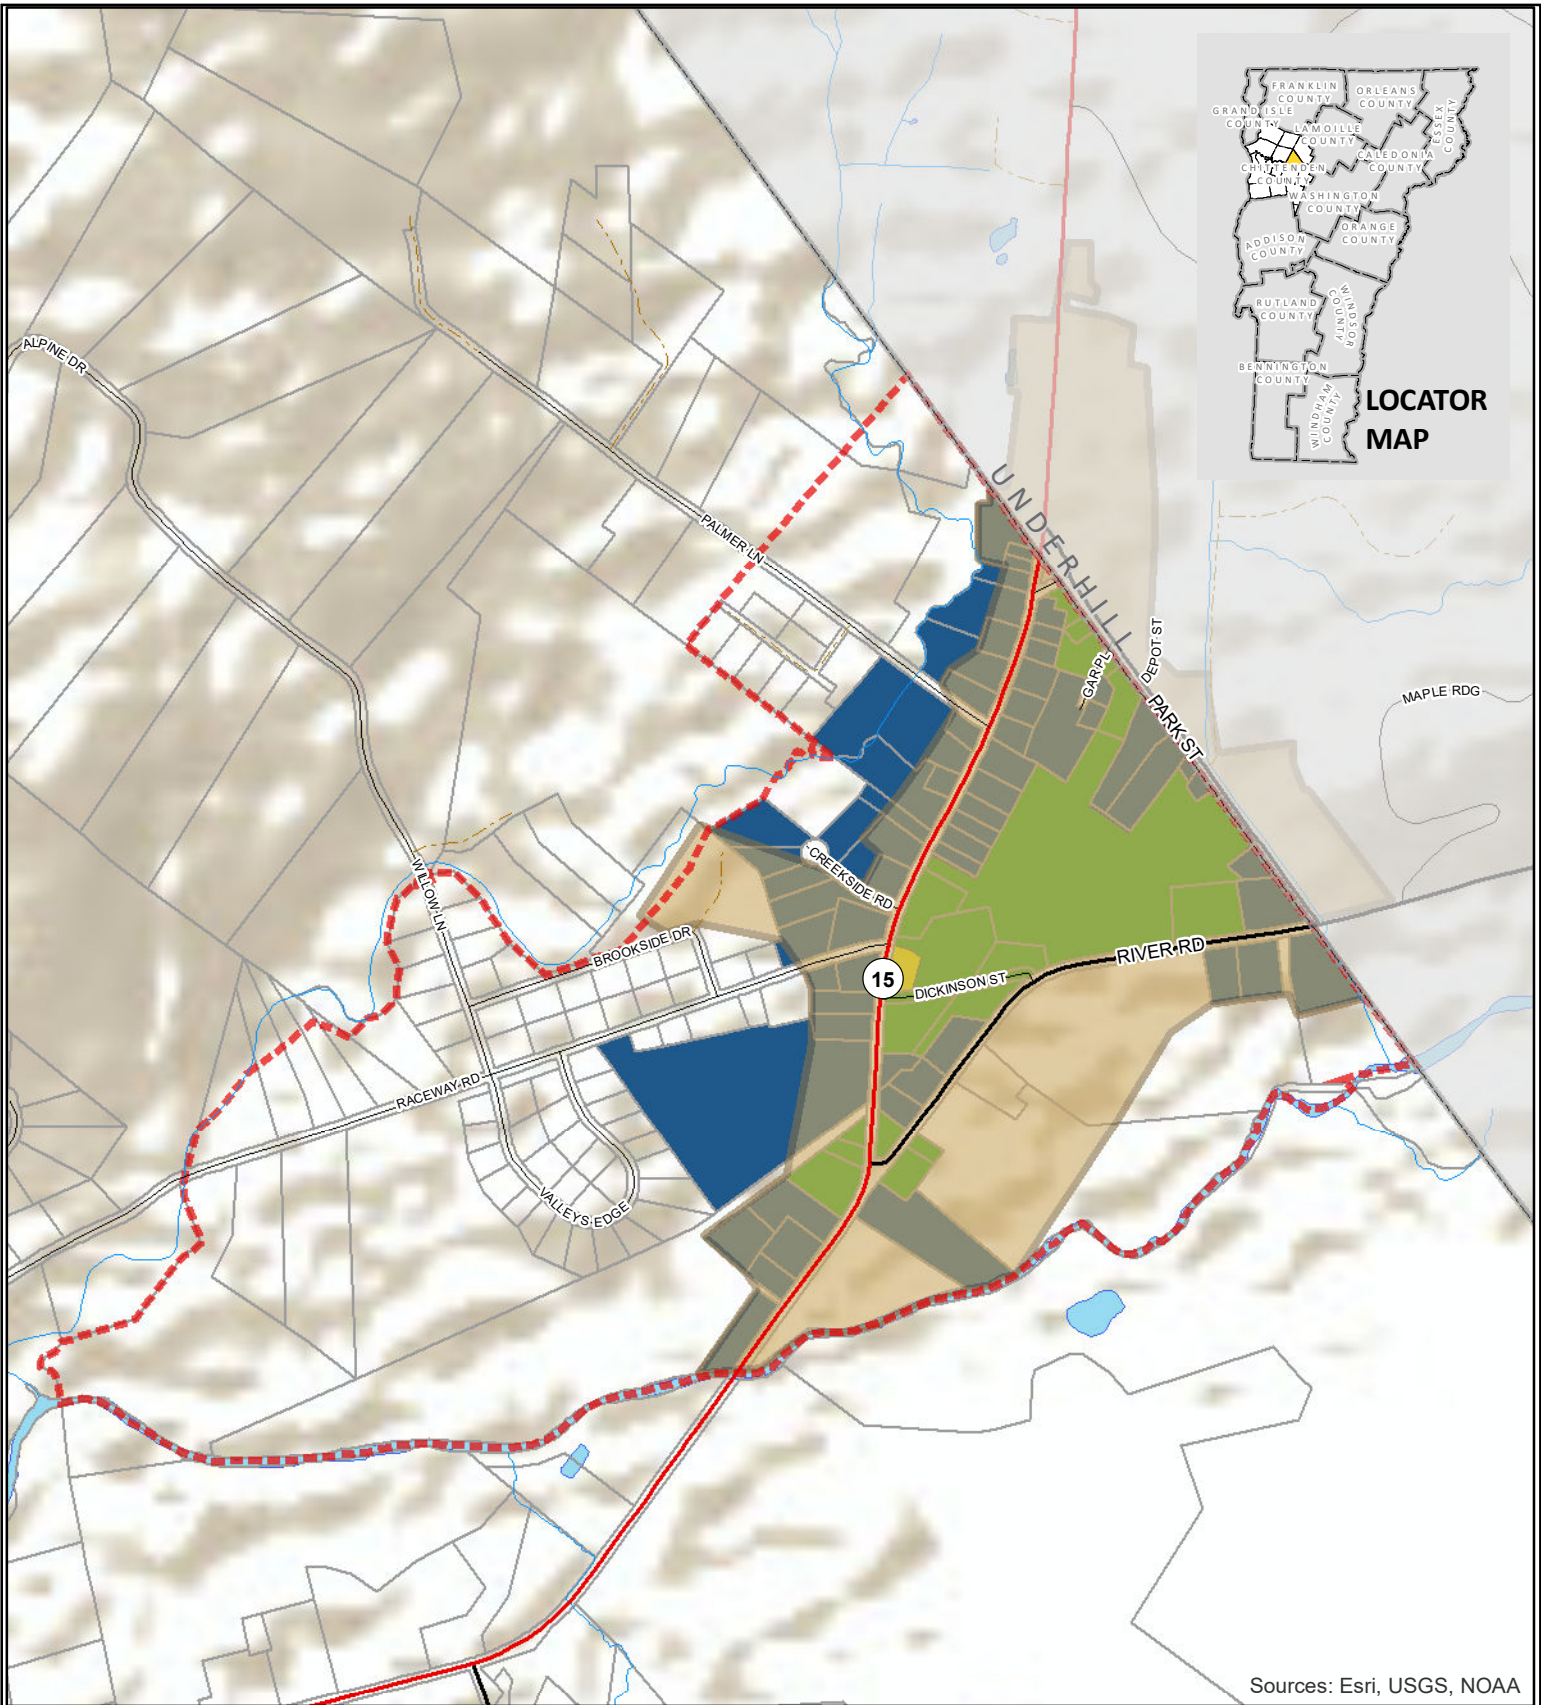 FRANKLIN
COUNTY
ORLEANS
COUNTY
ESSEX
COUNTY
GRAND ISLE
COUNTY
LAMOILLE
COUNTY
CALEDONIA
COUNTY
CHITTENDEN
COUNTY
WASHINGTON
COUNTY
ORANGE
COUNTY
ADDISON
COUNTY
RUTLAND
COUNTY
WINDSOR
COUNTY
BENNINGTON
COUNTY
WINDHAM
COUNTY
LOCATOR
MAP
ALPINE DR
PALMER LN
UNDERHILL
GAR PL
DEPOT ST
MAPLE RDG
PARK ST
CREEKSIDE RD
WILLOW LN
BROOKSIDE DR
RIVER RD
15
DICKINSON ST
RACEWAY RD
VALLEYS EDGE
Sources: Esri, USGS, NOAA